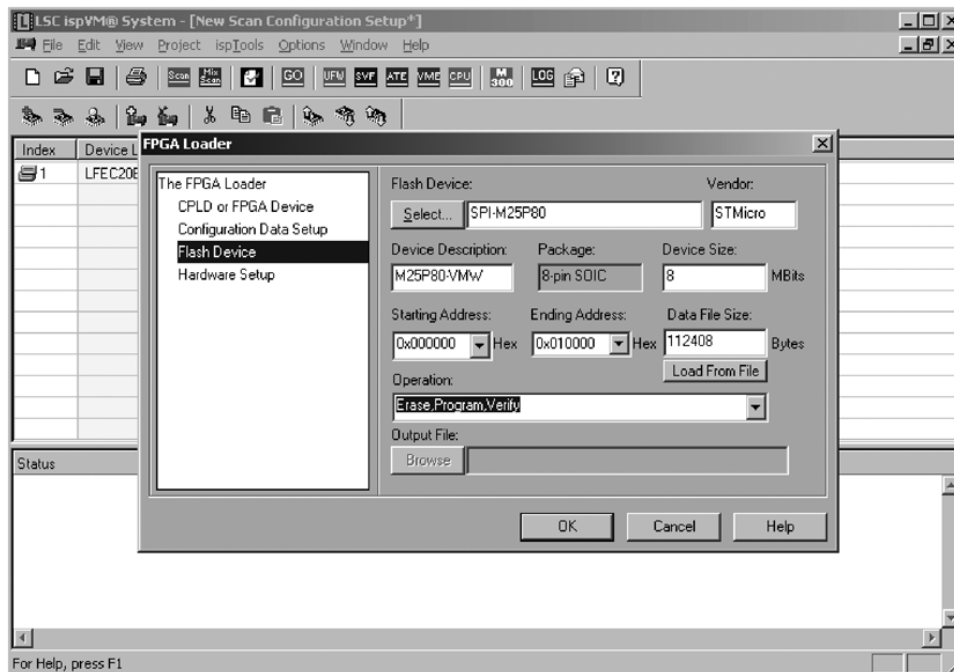 LSC ispVM® System - [New Scan Configuration Setup*]
File Edit View Project ispTools Options Window Help
Scan Mix Scan GO UFW SVF ATE VME CPU M 300 LOG
Index Device L
1 LFEC20E
FPGA Loader
The FPGA Loader
CPLD or FPGA Device
Configuration Data Setup
Flash Device
Hardware Setup
Flash Device: Vendor:
Select... SPI-M25P80 STMicro
Device Description: Package: Device Size:
M25P80-VMW 8-pin SOIC 8 MBits
Starting Address: Ending Address: Data File Size:
0x000000 Hex 0x010000 Hex 112408 Bytes
Load From File
Operation:
Erase,Program,Verify
Output File:
Browse
OK Cancel Help
Status
For Help, press F1